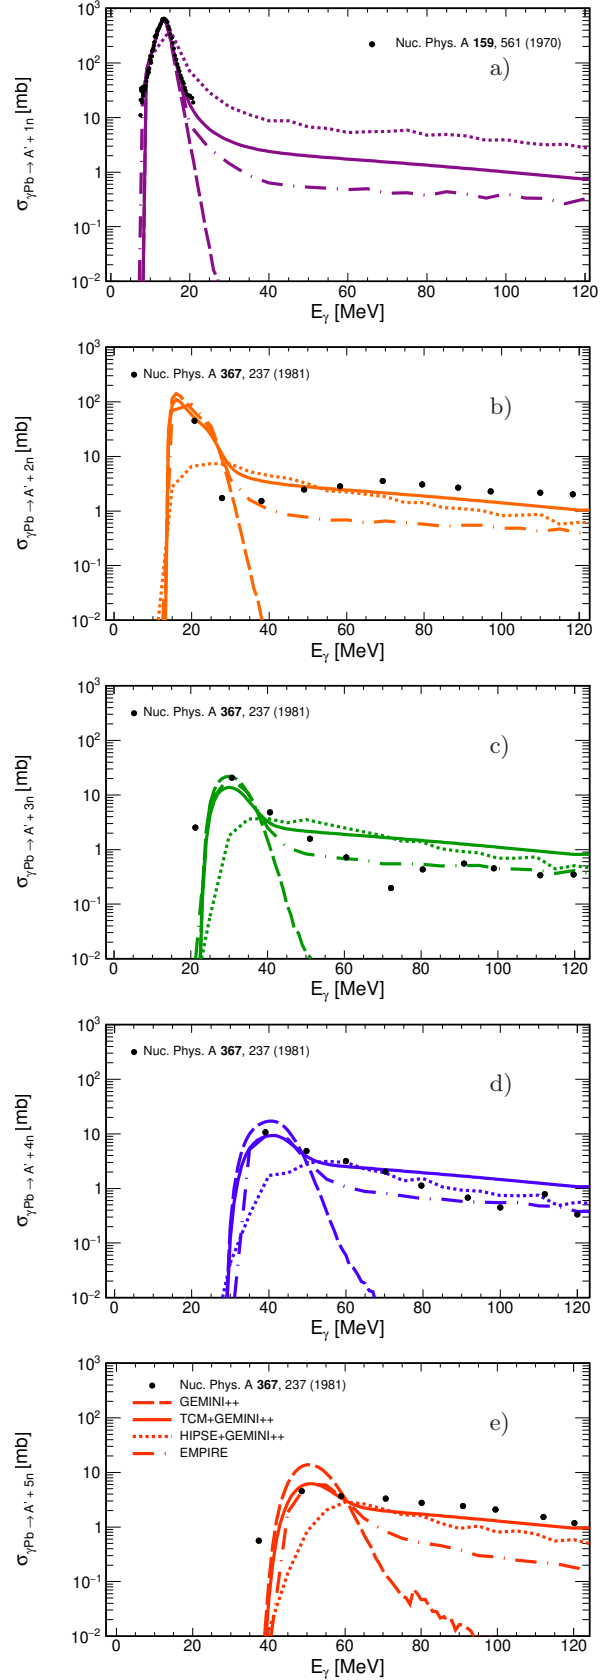 10³
10²
10
1
10⁻¹
10⁻²
σγPb → A' + 1n [mb]
Nuc. Phys. A 159, 561 (1970)
a)
0 20 40 60 80 100 120
Eγ [MeV]
10³
10²
10
1
10⁻¹
10⁻²
σγPb → A' + 2n [mb]
Nuc. Phys. A 367, 237 (1981)
b)
0 20 40 60 80 100 120
Eγ [MeV]
10³
10²
10
1
10⁻¹
10⁻²
σγPb → A' + 3n [mb]
Nuc. Phys. A 367, 237 (1981)
c)
0 20 40 60 80 100 120
Eγ [MeV]
10³
10²
10
1
10⁻¹
10⁻²
σγPb → A' + 4n [mb]
Nuc. Phys. A 367, 237 (1981)
d)
0 20 40 60 80 100 120
Eγ [MeV]
10³
10²
10
1
10⁻¹
10⁻²
σγPb → A' + 5n [mb]
Nuc. Phys. A 367, 237 (1981)
GEMINI++
TCM+GEMINI++
HIPSE+GEMINI++
EMPIRE
e)
0 20 40 60 80 100 120
Eγ [MeV]